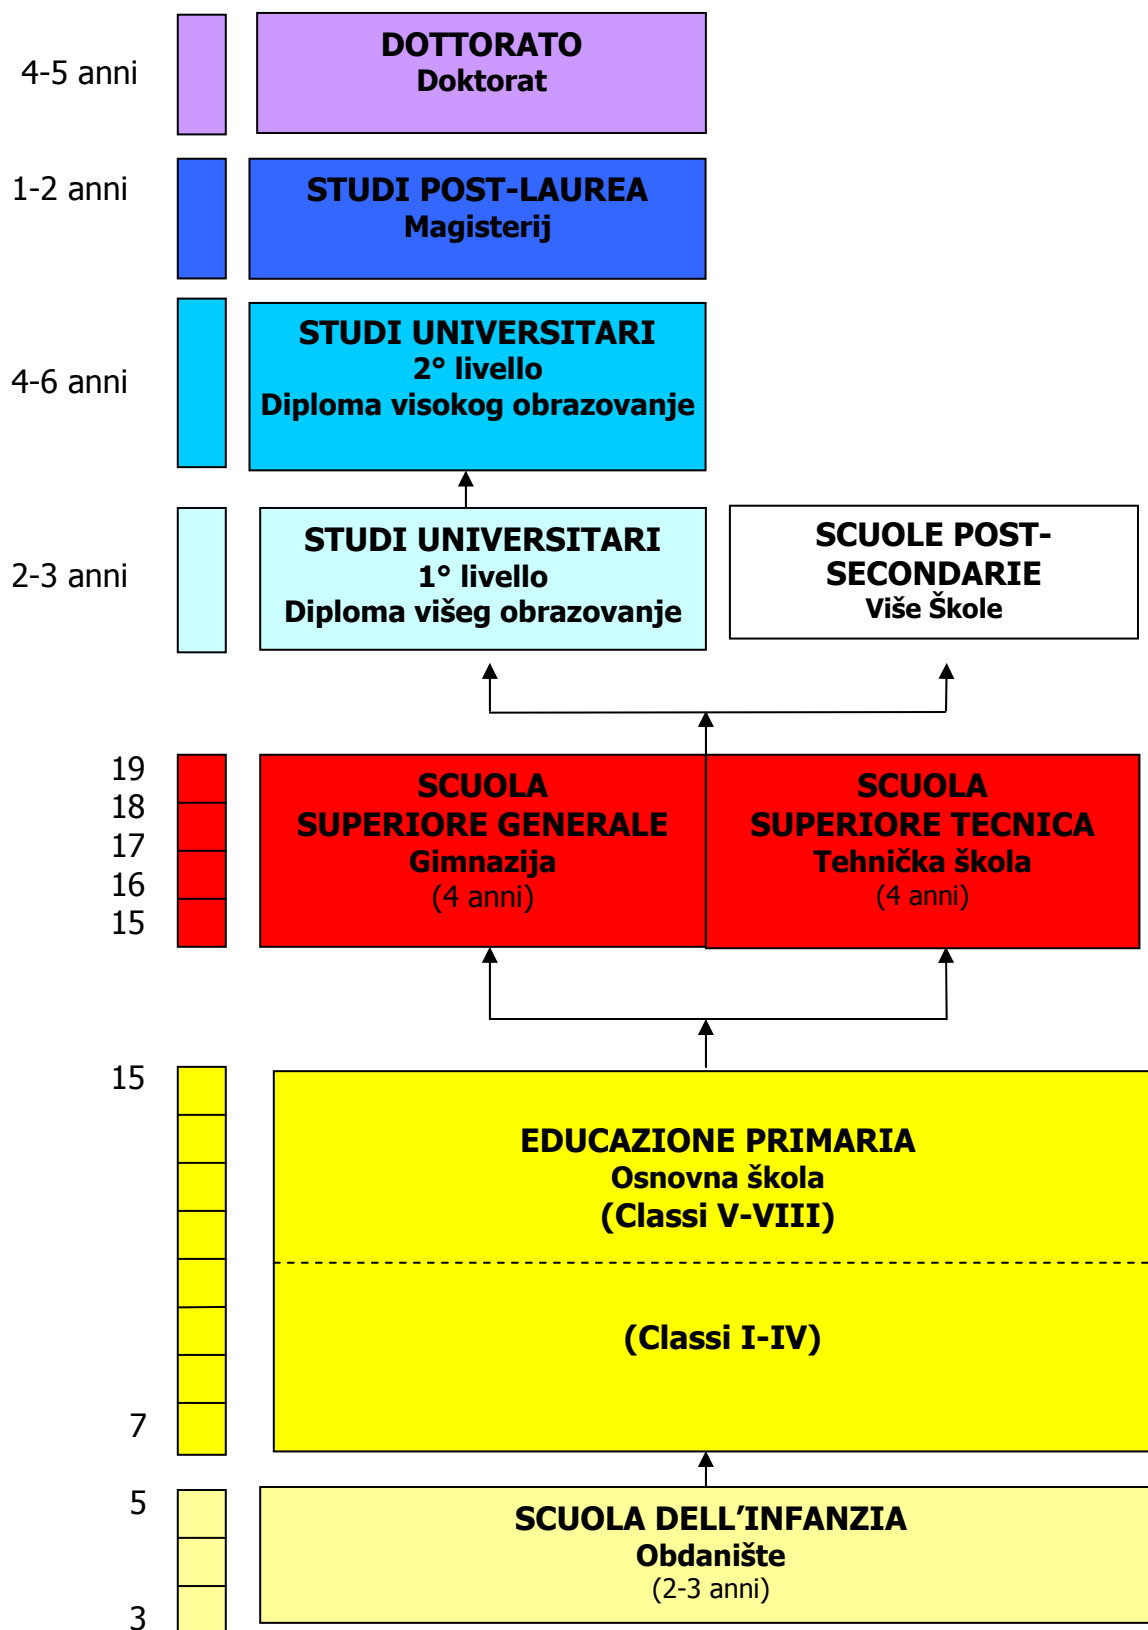 4-5 anni
DOTTORATO
Doktorat
1-2 anni
STUDI POST-LAUREA
Magisterij
4-6 anni
STUDI UNIVERSITARI
2° livello
Diploma visokog obrazovanje
2-3 anni
STUDI UNIVERSITARI
1° livello
Diploma višeg obrazovanje
SCUOLE POST-
SECONDARIE
Više Škole
19
18
17
16
15
SCUOLA
SUPERIORE GENERALE
Gimnazija
(4 anni)
SCUOLA
SUPERIORE TECNICA
Tehnička škola
(4 anni)
15
EDUCAZIONE PRIMARIA
Osnovna škola
(Classi V-VIII)
(Classi I-IV)
7
5
SCUOLA DELL’INFANZIA
Obdanište
(2-3 anni)
3